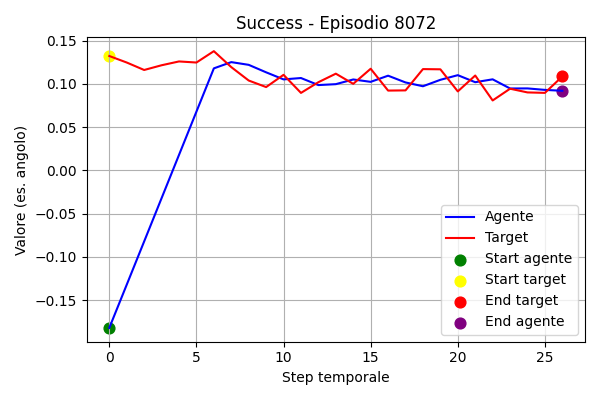 Success - Episodio 8072
Valore (es. angolo)
0.15
0.10
0.05
0.00
−0.05
−0.10
−0.15
0
5
10
15
20
25
Step temporale
Agente
Target
Start agente
Start target
End target
End agente